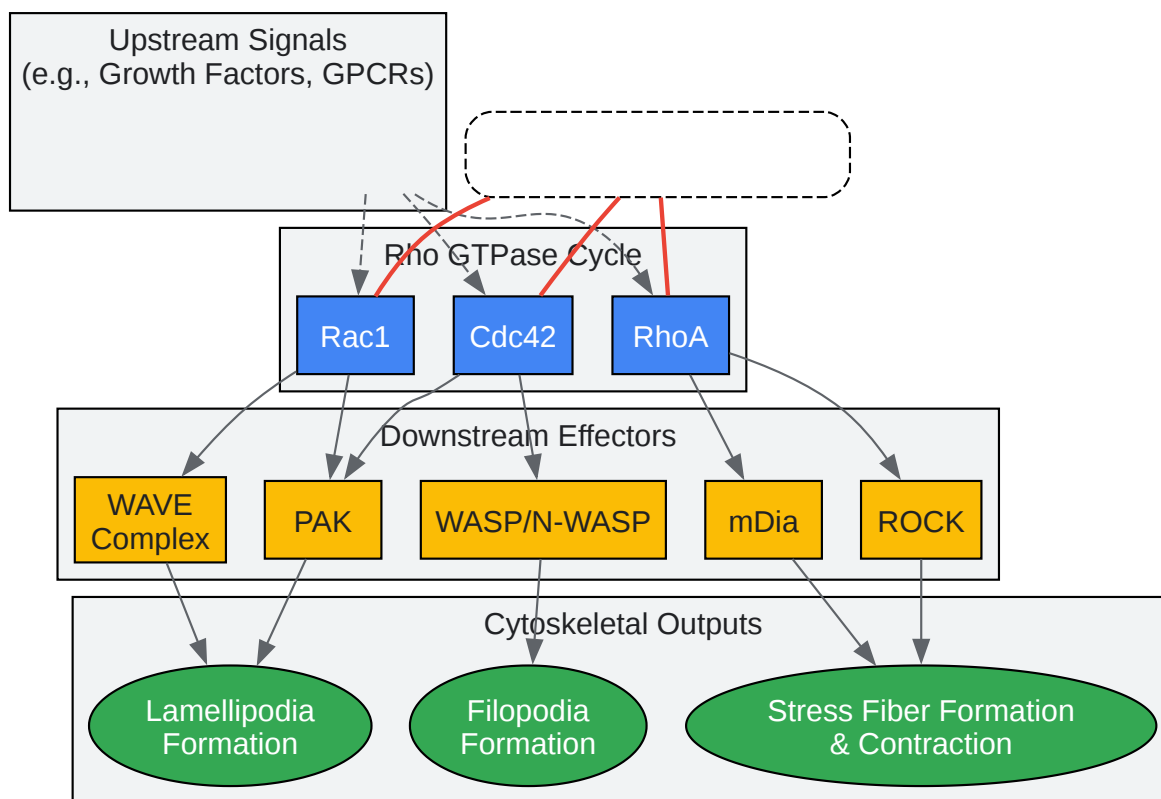 Upstream Signals
(e.g., Growth Factors, GPCRs)
Rho GTPase Cycle
Rac1
Cdc42
RhoA
Downstream Effectors
WAVE
Complex
PAK
WASP/N-WASP
mDia
ROCK
Cytoskeletal Outputs
Lamellipodia
Formation
Filopodia
Formation
Stress Fiber Formation
& Contraction